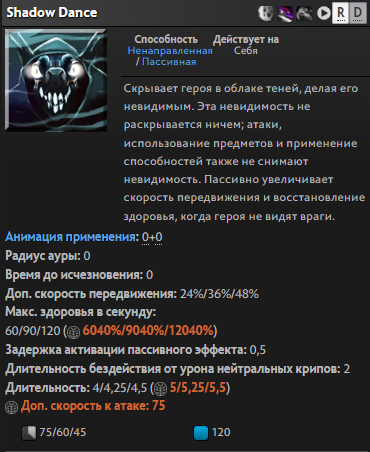 Shadow Dance
R D
Способность Действует на
Ненаправленная Себя
/ Пассивная
Скрывает героя в облаке теней, делая его
невидимым. Эта невидимость не
раскрывается ничем; атаки,
использование предметов и применение
способностей также не снимают
невидимость. Пассивно увеличивает
скорость передвижения и восстановление
здоровья, когда героя не видят враги.
Анимация применения: 0+0
Радиус ауры: 0
Время до исчезновения: 0
Доп. скорость передвижения: 24%/36%/48%
Макс. здоровья в секунду:
60/90/120 (6040%/9040%/12040%)
Задержка активации пассивного эффекта: 0,5
Длительность бездействия от урона нейтральных крипов: 2
Длительность: 4/4,25/4,5 (5/5,25/5,5)
Доп. скорость к атаке: 75
75/60/45 120